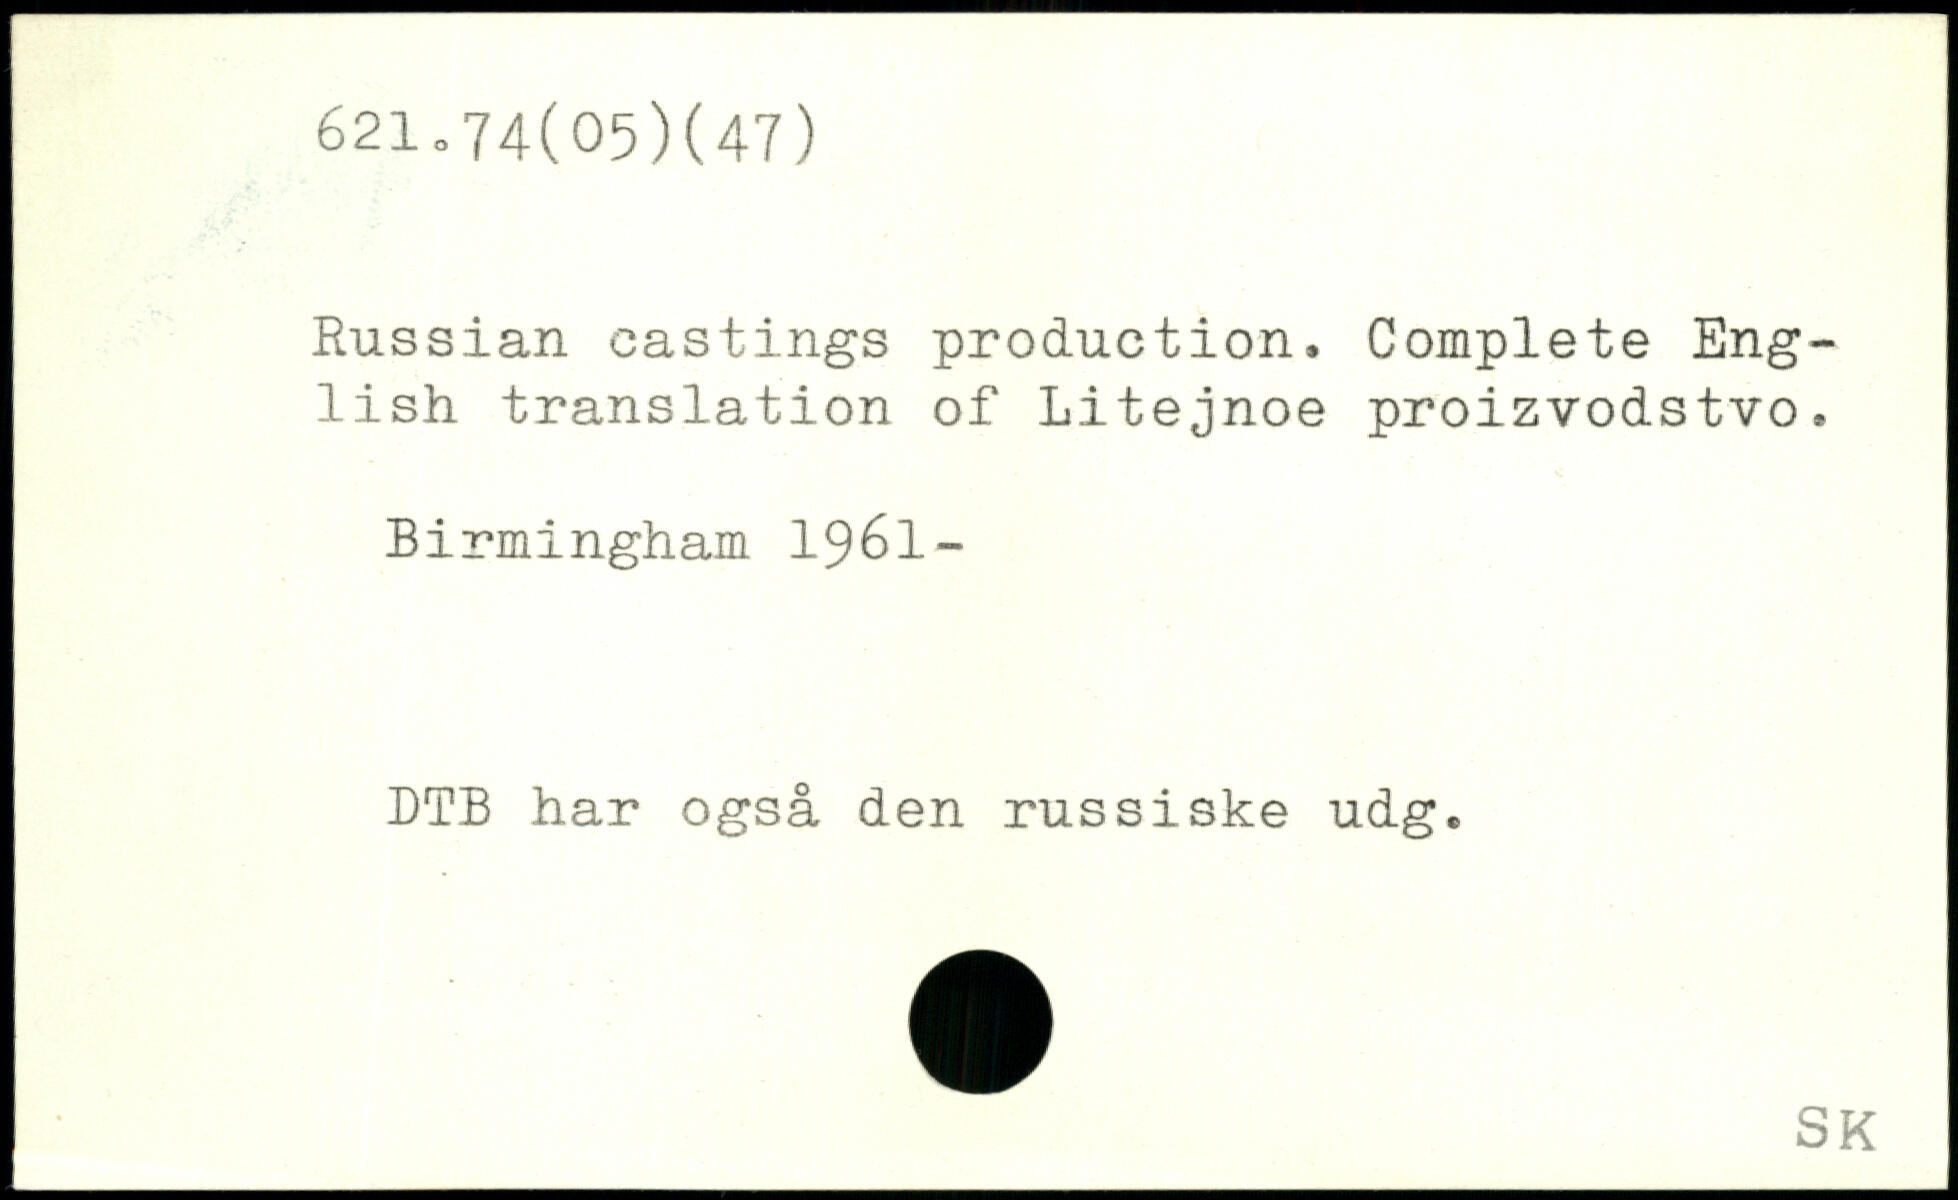 621.74(05)(47)
Russian castings production. Complete Eng-
lish translation of Litejnoe proizvodstvo.
Birmingham 1961-
DTB har også den russiske udg.
SK